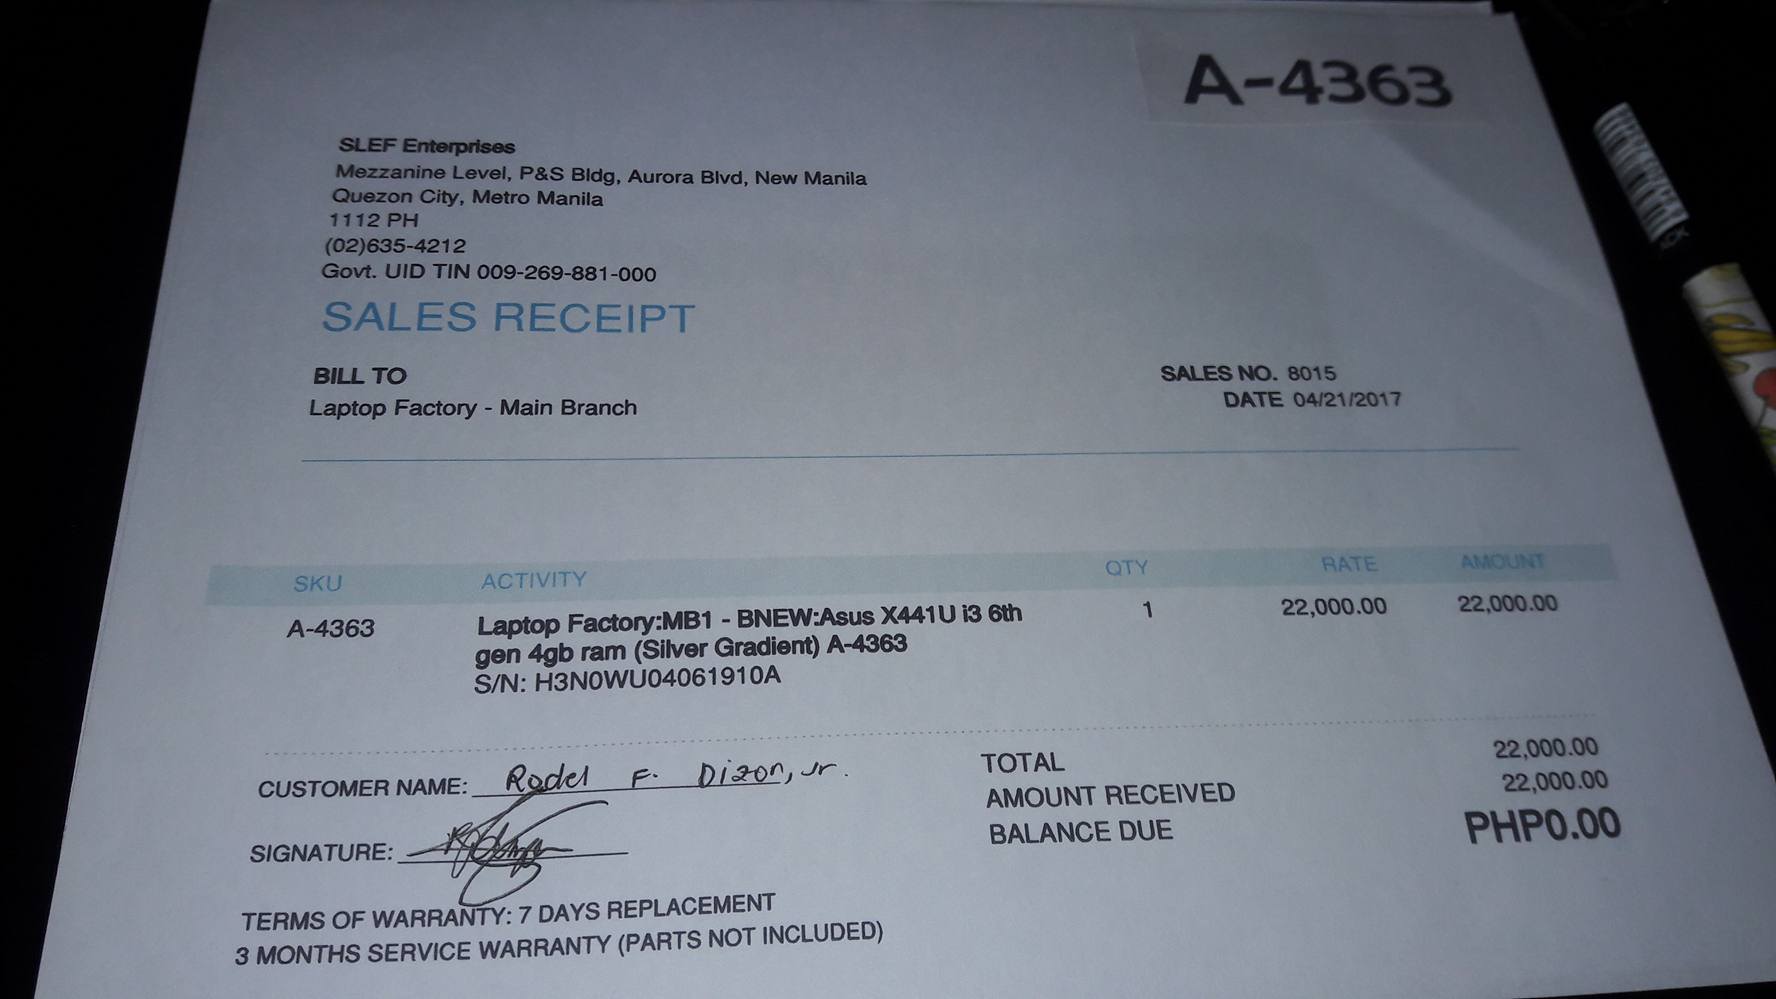 A-4363
SLEF Enterprises
Mezzanine Level, P&S Bldg, Aurora Blvd, New Manila
Quezon City, Metro Manila
1112 PH
(02)635-4212
Govt. UID TIN 009-269-881-000
SALES RECEIPT
BILL TO
Laptop Factory - Main Branch
SALES NO. 8015
DATE 04/21/2017
SKU ACTIVITY QTY RATE AMOUNT
A-4363 Laptop Factory:MB1 - BNEW:Asus X441U i3 6th 1 22,000.00 22,000.00
gen 4gb ram (Silver Gradient) A-4363
S/N: H3N0WU04061910A
CUSTOMER NAME: Rodel F. Dizon, Jr.
SIGNATURE:
TOTAL 22,000.00
AMOUNT RECEIVED 22,000.00
BALANCE DUE PHP0.00
TERMS OF WARRANTY: 7 DAYS REPLACEMENT
3 MONTHS SERVICE WARRANTY (PARTS NOT INCLUDED)